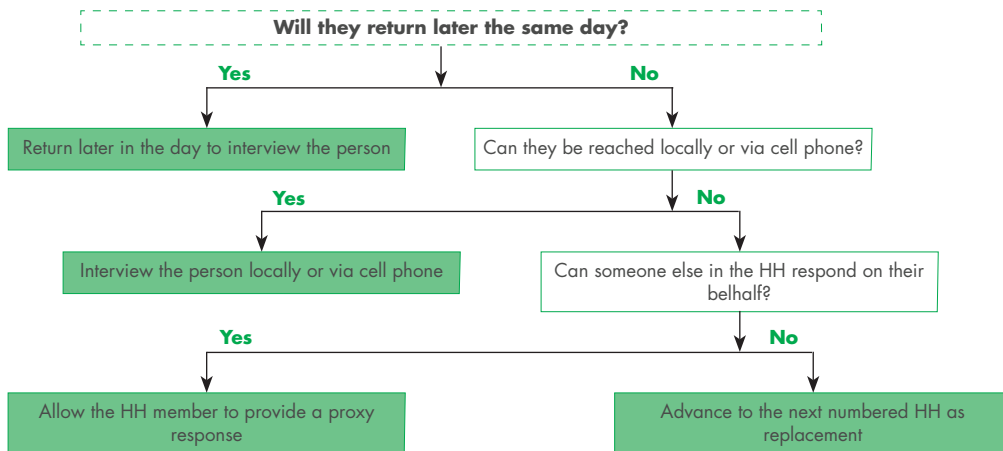 Will they return later the same day?
Yes
No
Return later in the day to interview the person
Can they be reached locally or via cell phone?
Yes
No
Interview the person locally or via cell phone
Can someone else in the HH respond on their
belhalf?
Yes
No
Allow the HH member to provide a proxy
response
Advance to the next numbered HH as
replacement